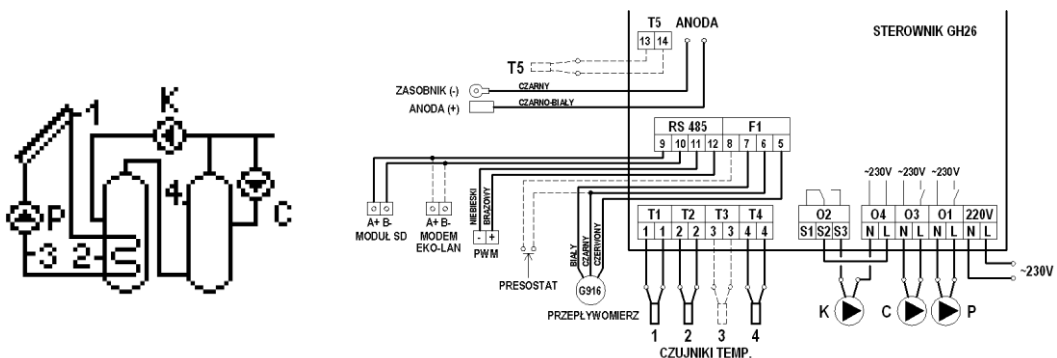 K
1
4
P
C
3
2
T5 ANODA
13 14
STEROWNIK GH26
T5
ZASOBNIK (-)
CZARNY
ANODA (+)
CZARNO-BIAŁY
RS 485 F1
9 10 11 12 8 7 6 5
A+ B-
MODUŁ SD
A+ B-
MODEM
EKO-LAN
NIEBIESKI
BRĄZOWY
- +
PWM
PRESOSTAT
BIAŁY
CZARNY
CZERWONY
G916
PRZEPŁYWOMIERZ
T1 T2 T3 T4
1 1 2 2 3 3 4 4
1 2 3 4
CZUJNIKI TEMP.
~230V ~230V ~230V
O2 O4 O3 O1 220V
S1 S2 S3 N L N L N L N L
~230V
K C P